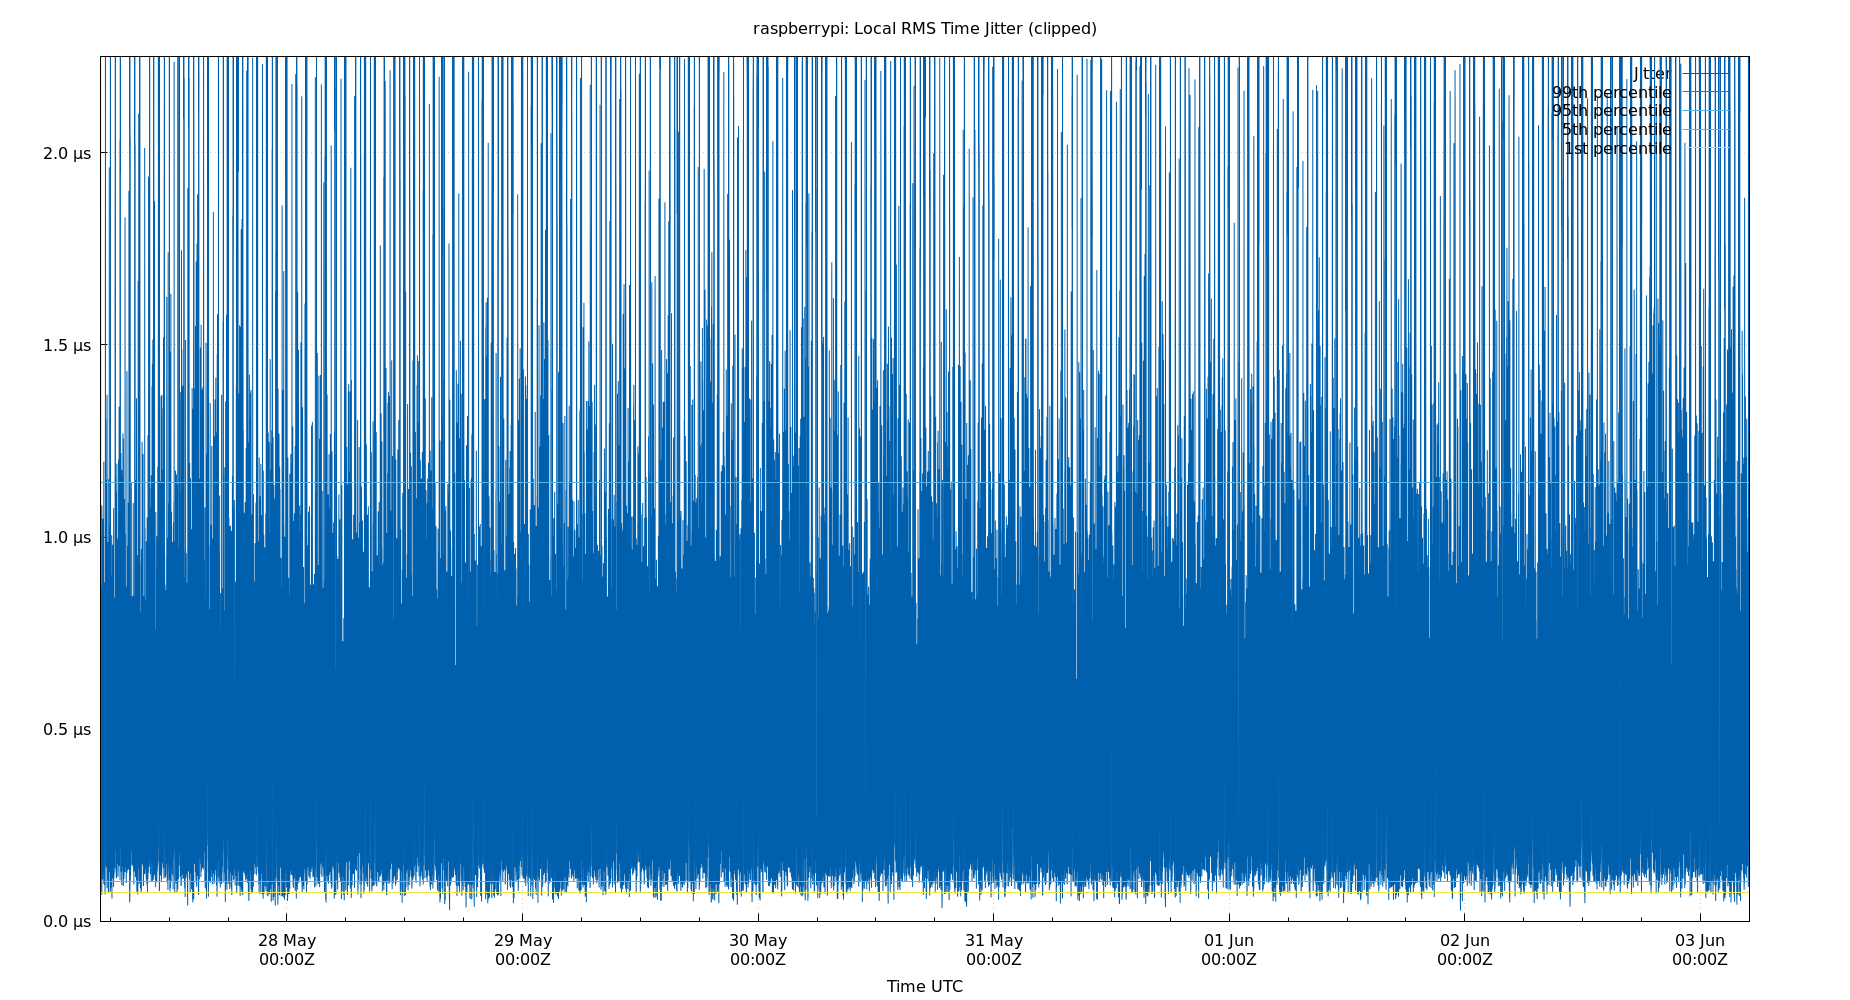 raspberrypi: Local RMS Time Jitter (clipped)
Jitter
99th percentile
95th percentile
5th percentile
1st percentile
2.0 μs
1.5 μs
1.0 μs
0.5 μs
0.0 μs
28 May
00:00Z
29 May
00:00Z
30 May
00:00Z
31 May
00:00Z
01 Jun
00:00Z
02 Jun
00:00Z
03 Jun
00:00Z
Time UTC